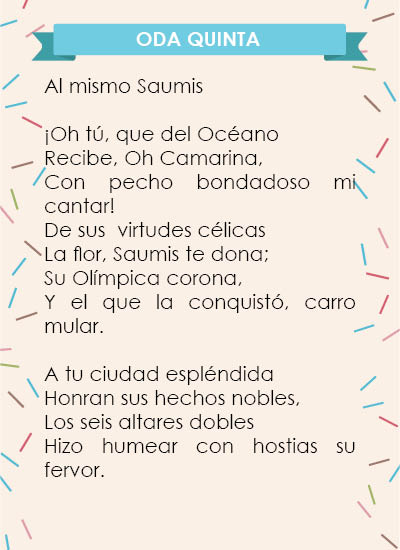 ODA QUINTA
Al mismo Saumis
¡Oh tú, que del Océano
Recibe, Oh Camarina,
Con pecho bondadoso mi
cantar!
De sus virtudes célicas
La flor, Saumis te dona;
Su Olímpica corona,
Y el que la conquistó, carro
mular.
A tu ciudad espléndida
Honran sus hechos nobles,
Los seis altares dobles
Hizo humear con hostias su
fervor.